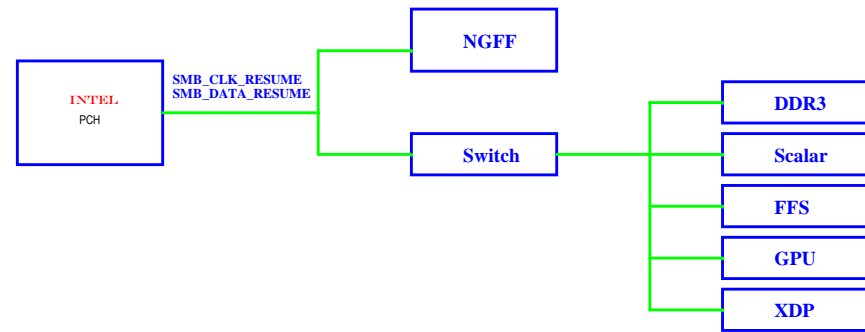 NGFF
SMB_CLK_RESUME
SMB_DATA_RESUME
INTEL
PCH
DDR3
Switch
Scalar
FFS
GPU
XDP